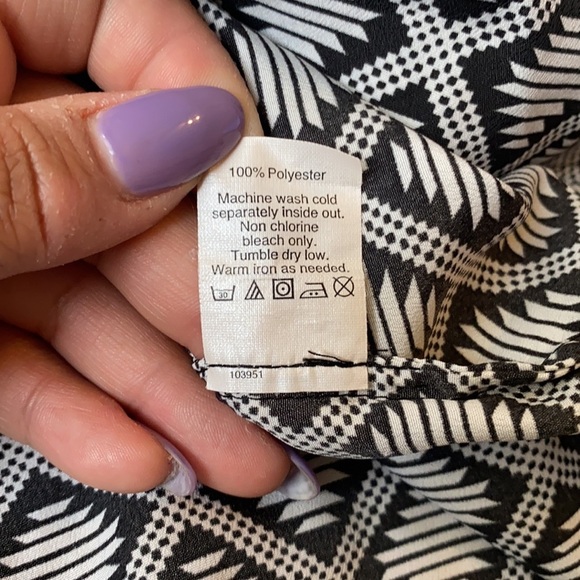 100% Polyester
Machine wash cold
separately inside out.
Non chlorine
bleach only.
Tumble dry low.
Warm iron as needed.
30
103951